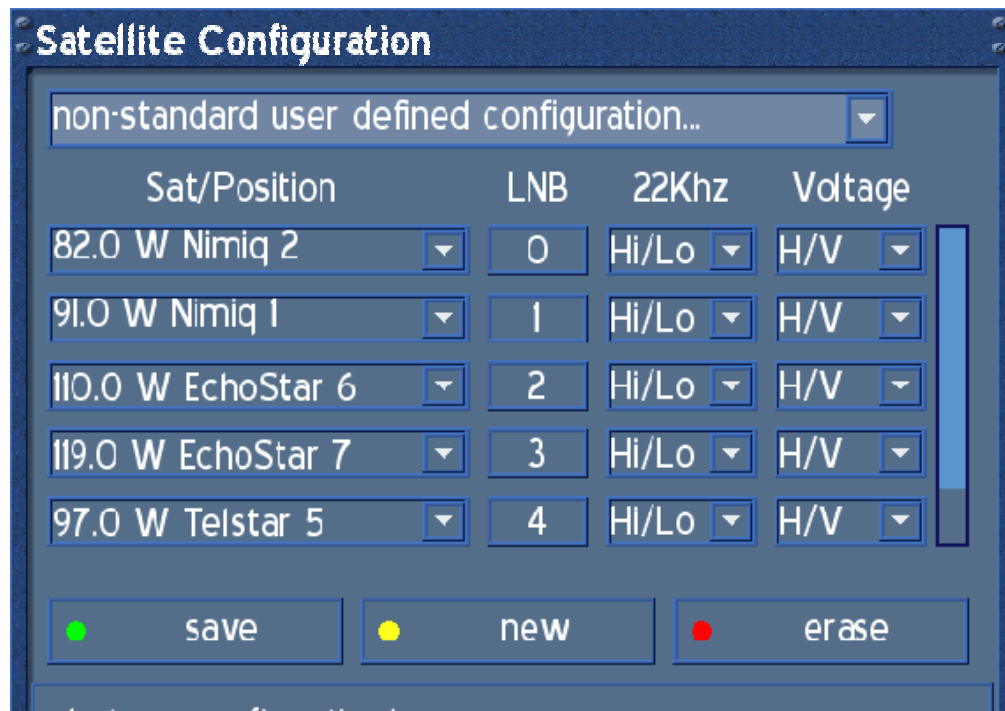 Satellite Configuration
non-standard user defined configuration...
Sat/Position LNB 22Khz Voltage
82.0 W Nimiq 2 0 Hi/Lo H/V
91.0 W Nimiq 1 1 Hi/Lo H/V
110.0 W EchoStar 6 2 Hi/Lo H/V
119.0 W EchoStar 7 3 Hi/Lo H/V
97.0 W Telstar 5 4 Hi/Lo H/V
save new erase